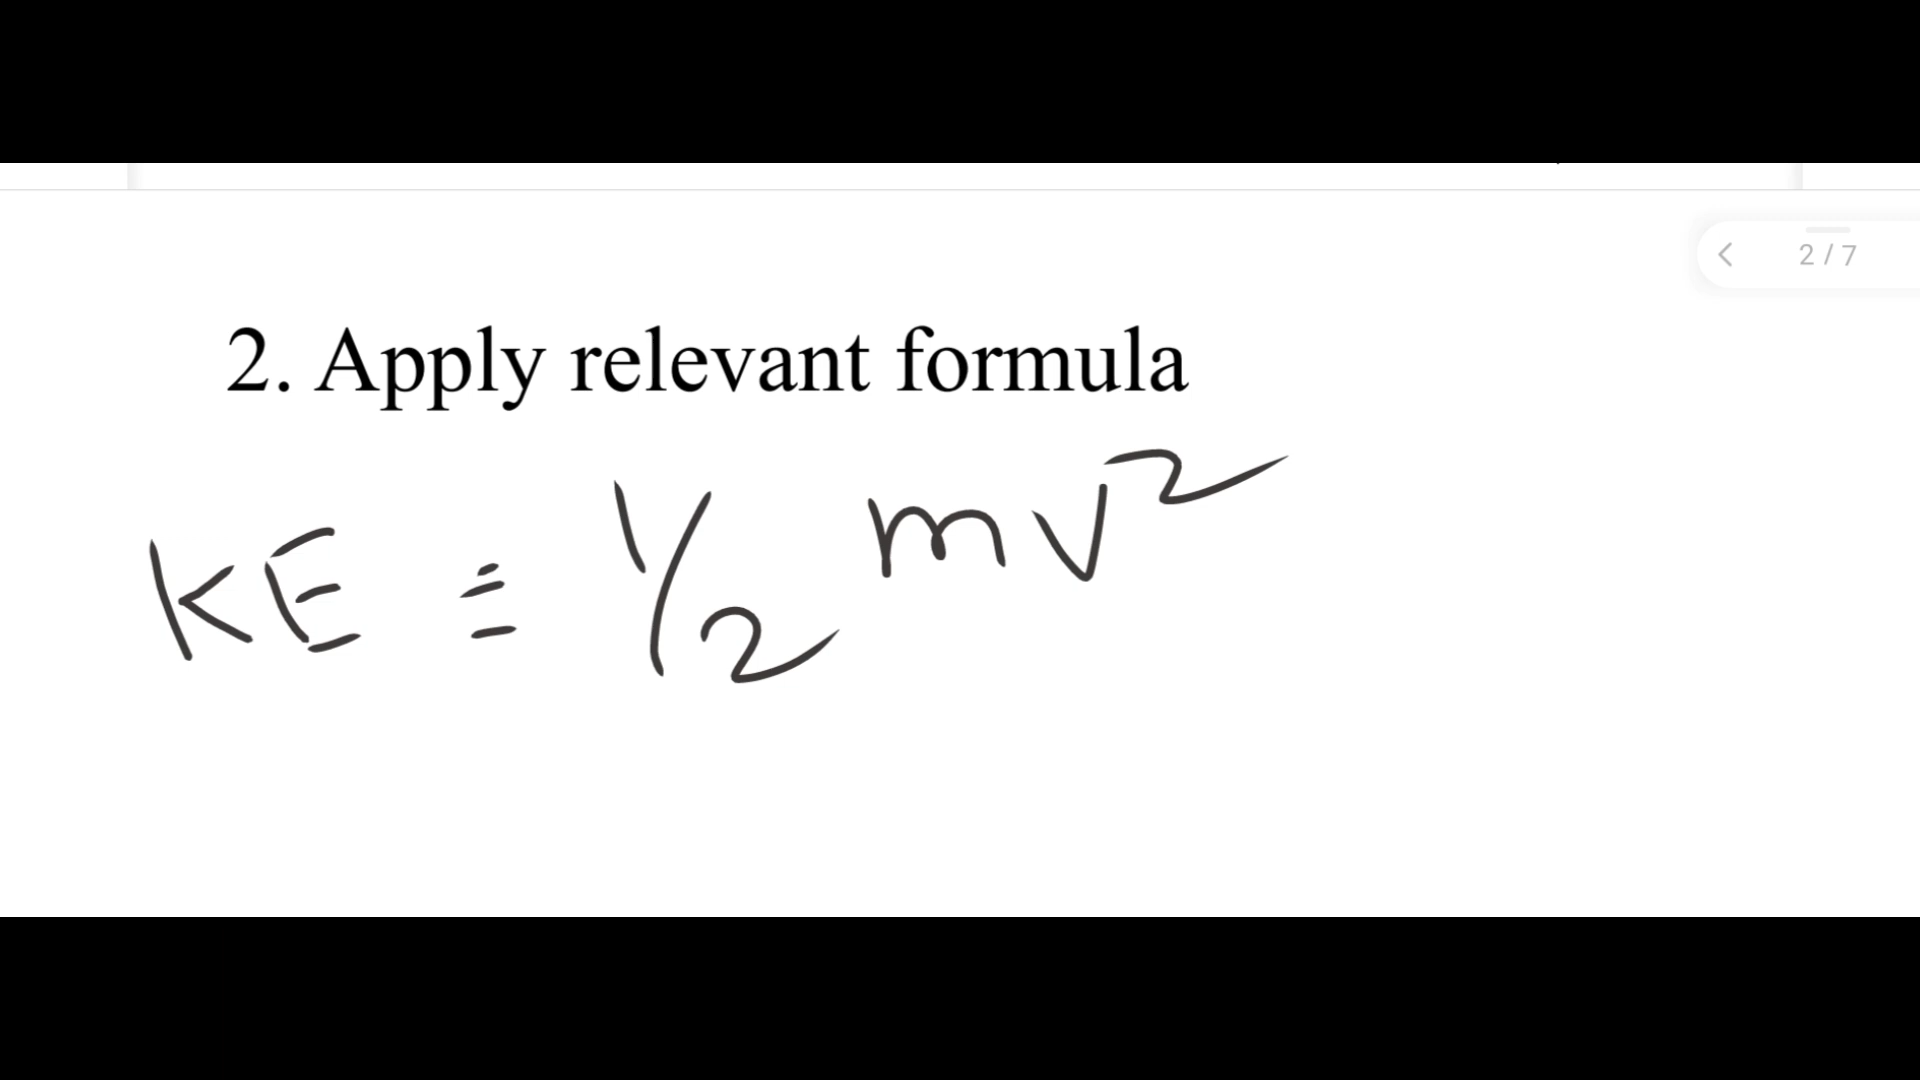 2 / 7
2. Apply relevant formula
KE = 1/2 mv²